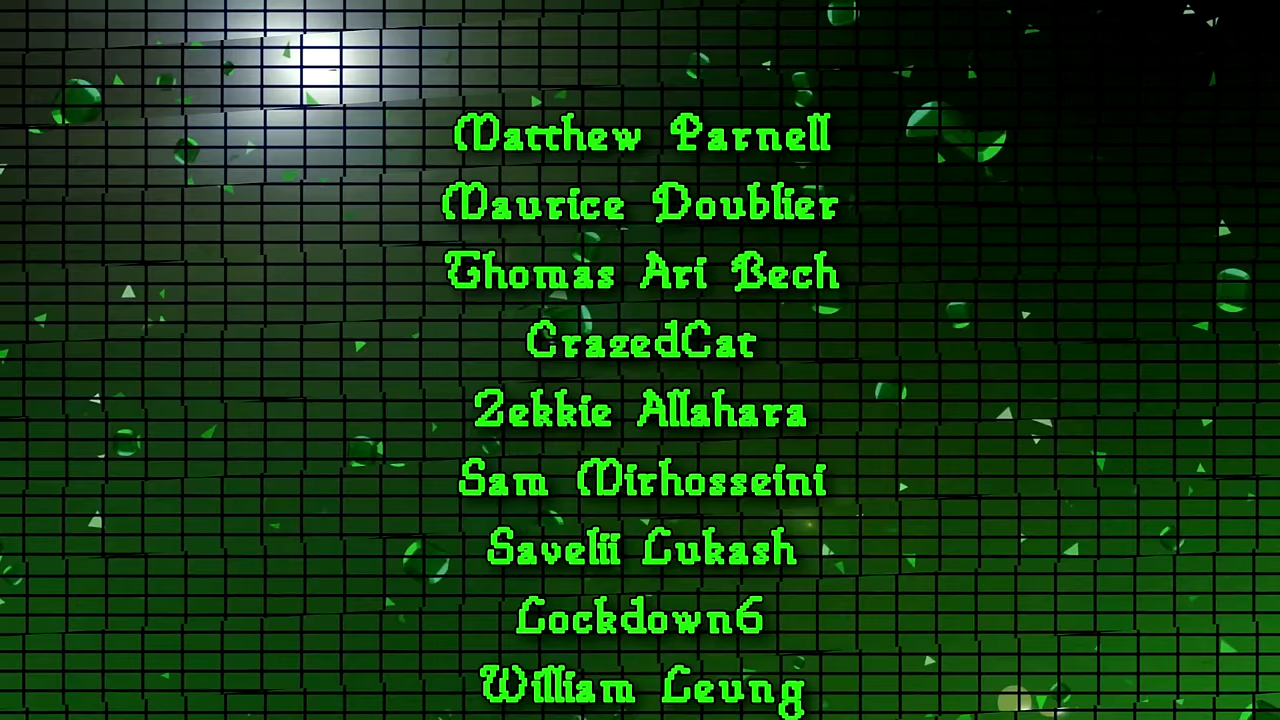 Matthew Parnell
Maurice Doublier
Thomas Ari Bech
CrazedCat
Zekkie Allahara
Sam Mirhosseini
Savelii Lukash
Lockdown6
William Leung